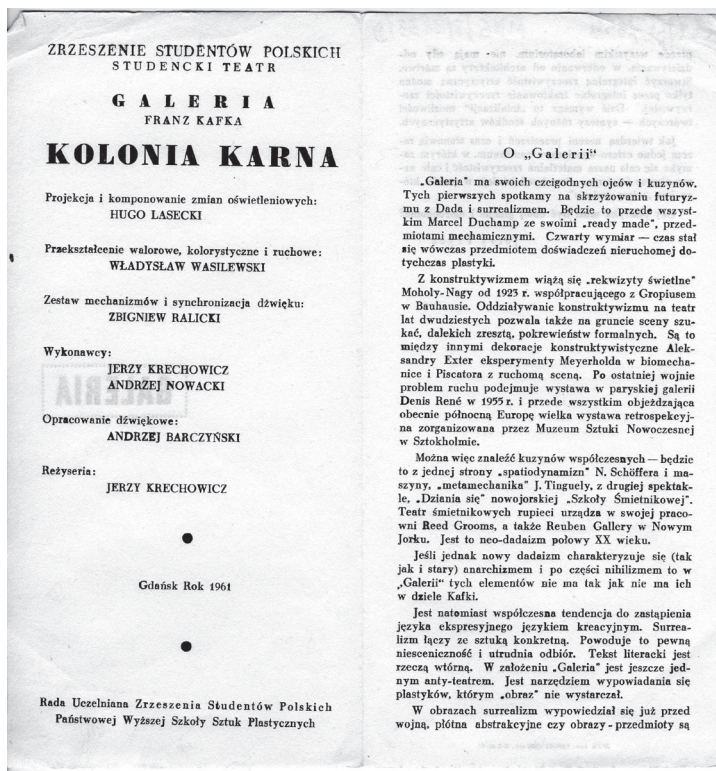 ZRZESZENIE STUDENTÓW POLSKICH
STUDENCKI TEATR
GALERIA
FRANZ KAFKA
KOLONIA KARNA
Projekcja i komponowanie zmian oświetleniowych:
HUGO LASECKI
Przekształcenie walorowe, kolorystyczne i ruchowe:
WŁADYSŁAW WASILEWSKI
Zestaw mechanizmów i synchronizacja dźwięku:
ZBIGNIEW RALICKI
Wykonawcy:
JERZY KRECHOWICZ
ANDRZEJ NOWACKI
Opracowanie dźwiękowe:
ANDRZEJ BARCZYŃSKI
Reżyseria:
JERZY KRECHOWICZ
Gdańsk Rok 1961
Rada Uczelniana Zrzeszenia Studentów Polskich
Państwowej Wyższej Szkoły Sztuk Plastycznych
O „Galerii"
„Galeria" ma swoich czcigodnych ojców i kuzynów.
Tych pierwszych spotkamy na skrzyżowaniu futuryz-
mu z Dada i surrealizmem. Będzie to przede wszyst-
kim Marcel Duchamp ze swoimi „ready made", przed-
miotami mechanicznymi. Czwarty wymiar — czas stał
się wówczas przedmiotem doświadczeń nieruchomej do-
tychczas plastyki.
Z konstruktywizmem wiążą się „rekwizyty świetlne"
Moholy-Nagy od 1923 r. współpracującego z Gropiusem
w Bauhausie. Oddziaływanie konstruktywizmu na teatr
lat dwudziestych pozwala także na gruncie sceny szu-
kać, dalekich zresztą, pokrewieństw formalnych. Są to
między innymi dekoracje konstruktywistyczne Alek-
sandry Exter eksperymenty Meyerholda w biomecha-
nice i Piscatora z ruchomą sceną. Po ostatniej wojnie
problem ruchu podejmuje wystawa w paryskiej galerii
Denis René w 1955 r. i przede wszystkim objeżdzająca
obecnie północną Europę wielka wystawa retrospekcyj-
na zorganizowana przez Muzeum Sztuki Nowoczesnej
w Sztokholmie.
Można więc znaleźć kuzynów współczesnych — będzie
to z jednej strony „spatiodynamizn" N. Schöffera i ma-
szyny, „metamechanika" J. Tinguely, z drugiej spektak-
le, „Dziania się" nowojorskiej „Szkoły Śmietnikowej".
Teatr śmietnikowych rupieci urządza w swojej praco-
wni Reed Grooms, a także Reuben Gallery w Nowym
Jorku. Jest to neo-dadaizm połowy XX wieku.
Jeśli jednak nowy dadaizm charakteryzuje się (tak
jak i stary) anarchizmem i po części nihilizmem to w
„Galerii" tych elementów nie ma tak jak nie ma ich
w dziele Kafki.
Jest natomiast współczesna tendencja do zastąpienia
języka ekspresyjnego językiem kreacyjnym. Surrea-
lizm łączy ze sztuką konkretną. Powoduje to pewną
niesceniczność i utrudnia odbiór. Tekst literacki jest
rzeczą wtórną. W założeniu „Galeria" jest jeszcze jed-
nym anty-teatrem. Jest narzędziem wypowiadania się
plastyków, którym „obraz" nie wystarczał.
W obrazach surrealizm wypowiedział się już przed
wojną, płótna abstrakcyjne czy obrazy - przedmioty są
GALERIA